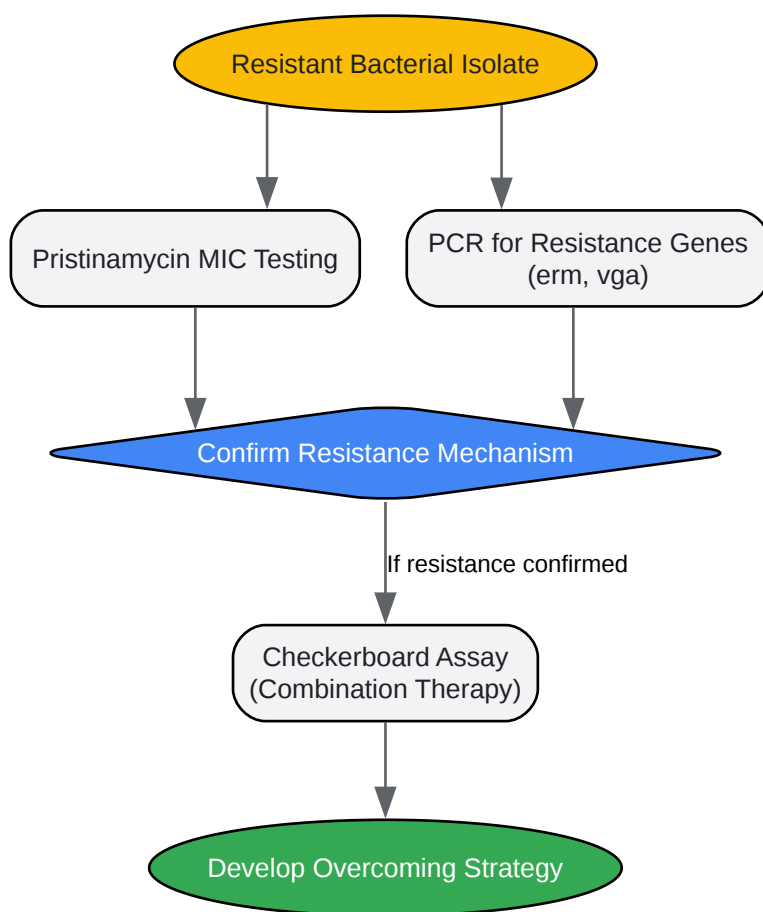 Resistant Bacterial Isolate
Pristinamycin MIC Testing
PCR for Resistance Genes
(erm, vga)
Confirm Resistance Mechanism
If resistance confirmed
Checkerboard Assay
(Combination Therapy)
Develop Overcoming Strategy